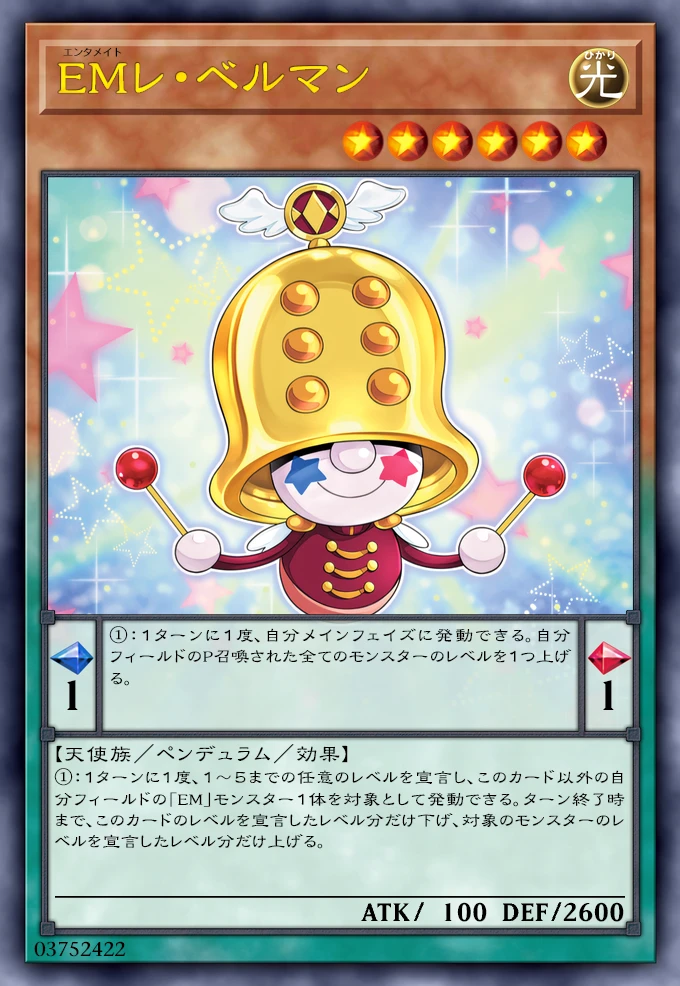 エンタメイト
EMレ・ベルマン
ひかり
光
①：1ターンに1度、自分メインフェイズに発動できる。自分
フィールドのP召喚された全てのモンスターのレベルを1つ上げ
る。
1
1
【天使族／ペンデュラム／効果】
①：1ターンに1度、1～5までの任意のレベルを宣言し、このカード以外の自
分フィールドの「EM」モンスター1体を対象として発動できる。ターン終了時
まで、このカードのレベルを宣言したレベル分だけ下げ、対象のモンスターのレ
ベルを宣言したレベル分だけ上げる。
ATK/ 100 DEF/2600
03752422